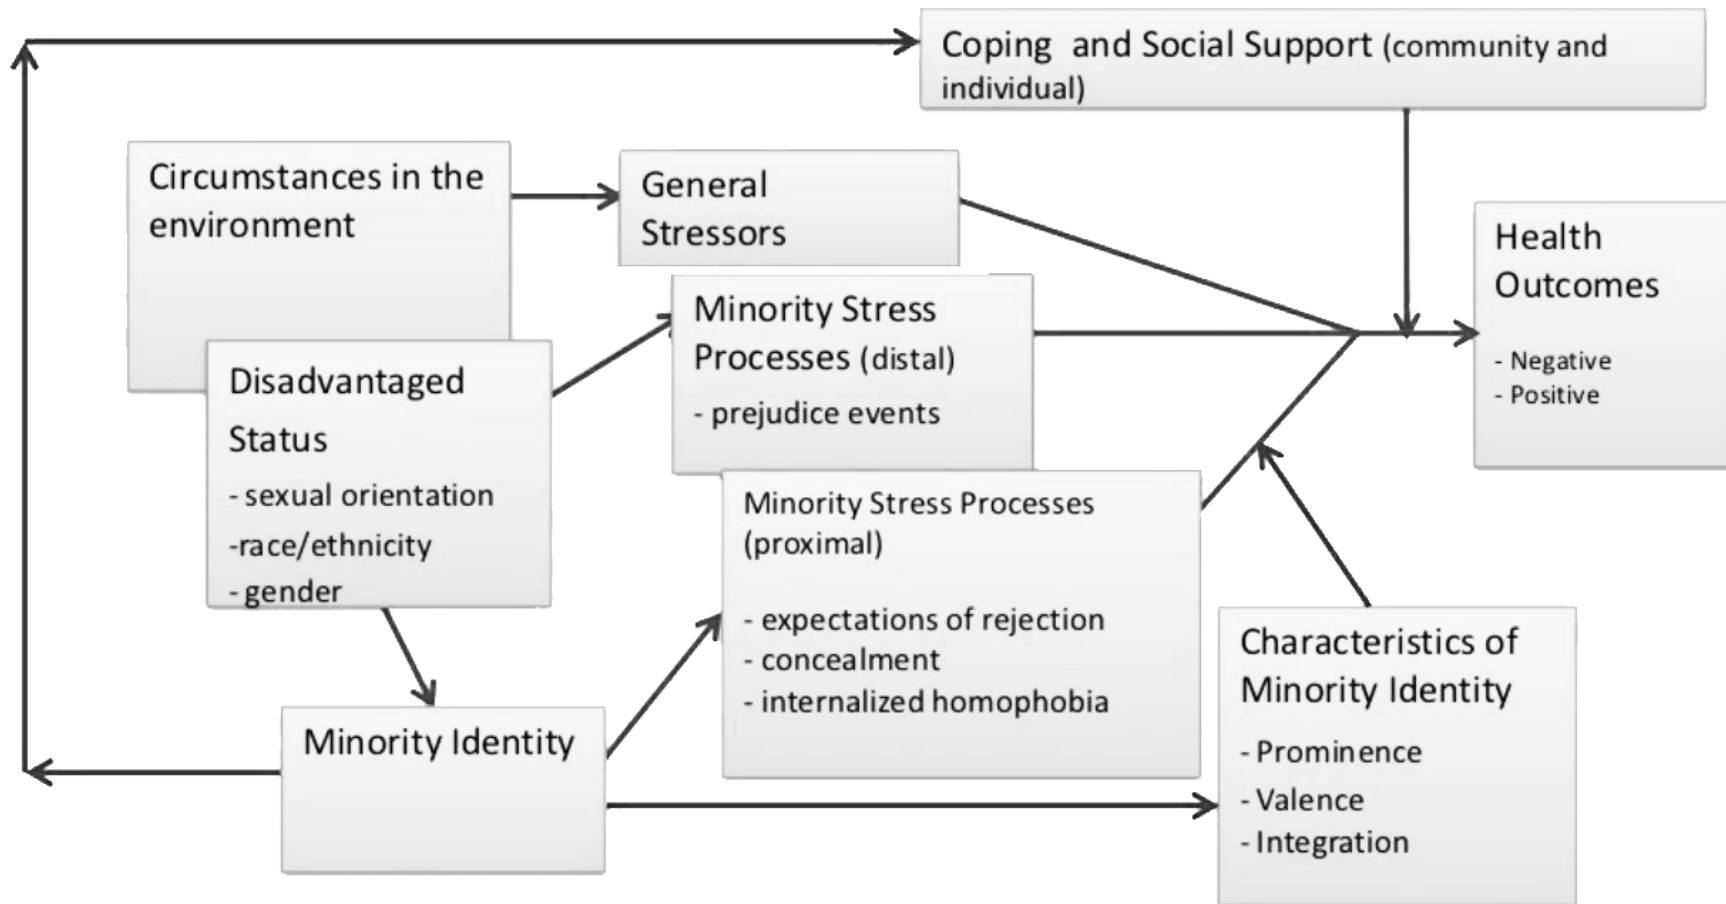 Coping and Social Support (community and
individual)
Circumstances in the
environment
General
Stressors
Health
Outcomes
- Negative
- Positive
Minority Stress
Processes (distal)
- prejudice events
Disadvantaged
Status
- sexual orientation
-race/ethnicity
- gender
Minority Stress Processes
(proximal)
- expectations of rejection
- concealment
- internalized homophobia
Characteristics of
Minority Identity
- Prominence
- Valence
- Integration
Minority Identity